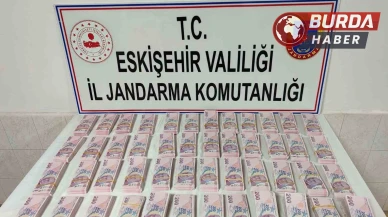 BURDA
HABER
T.C.
ESKİŞEHİR VALİLİĞİ
İL JANDARMA KOMUTANLIĞI